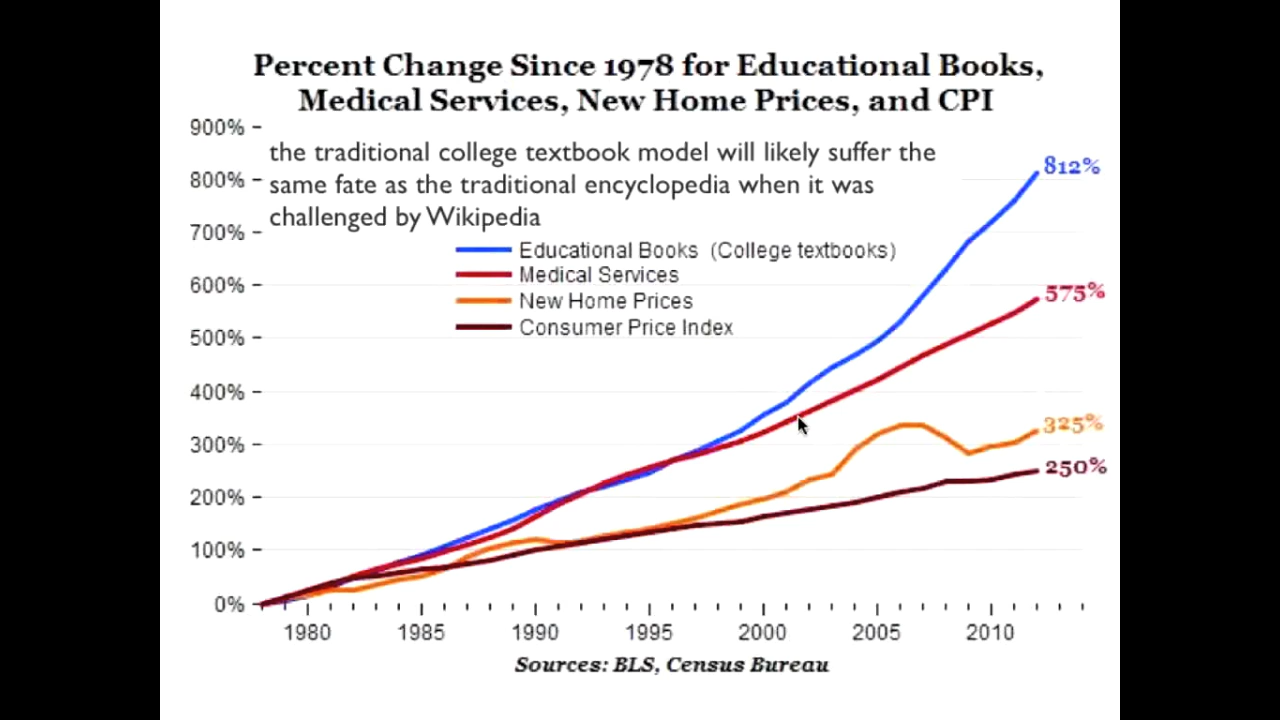 Percent Change Since 1978 for Educational Books,
Medical Services, New Home Prices, and CPI
900%
the traditional college textbook model will likely suffer the
same fate as the traditional encyclopedia when it was
challenged by Wikipedia
800%
700%
600%
500%
400%
300%
200%
100%
0%
Educational Books (College textbooks)
Medical Services
New Home Prices
Consumer Price Index
812%
575%
325%
250%
1980 1985 1990 1995 2000 2005 2010
Sources: BLS, Census Bureau